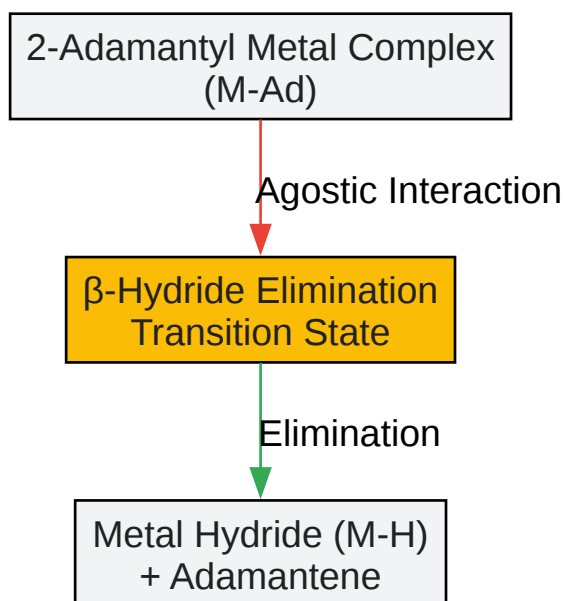 2-Adamantyl Metal Complex
(M-Ad)
Agostic Interaction
β-Hydride Elimination
Transition State
Elimination
Metal Hydride (M-H)
+ Adamantene